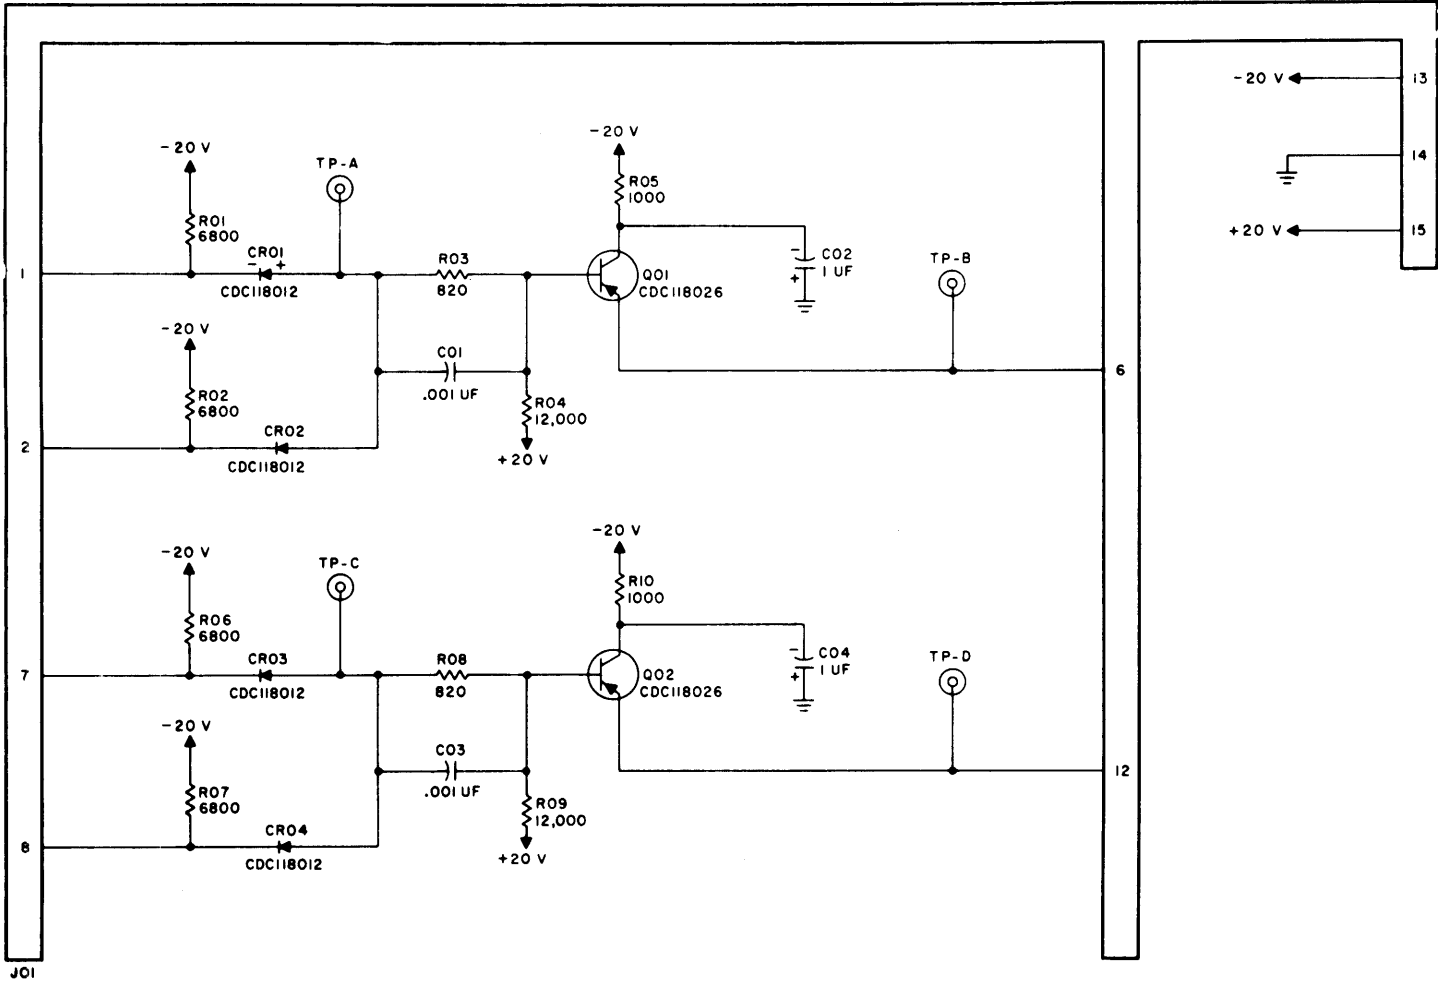 -20 V
13
14
+20 V
15
-20 V
R01
6800
TP-A
-20 V
R05
1000
1
CR01
- +
CDC118012
R03
820
Q01
CDC118026
-
+
C02
1 UF
TP-B
-20 V
R02
6800
C01
.001 UF
R04
12,000
+20 V
6
2
CR02
CDC118012
-20 V
R06
6800
TP-C
-20 V
R10
1000
7
CR03
CDC118012
R08
820
Q02
CDC118026
-
+
C04
1 UF
TP-D
-20 V
R07
6800
C03
.001 UF
R09
12,000
+20 V
12
8
CR04
CDC118012
J01